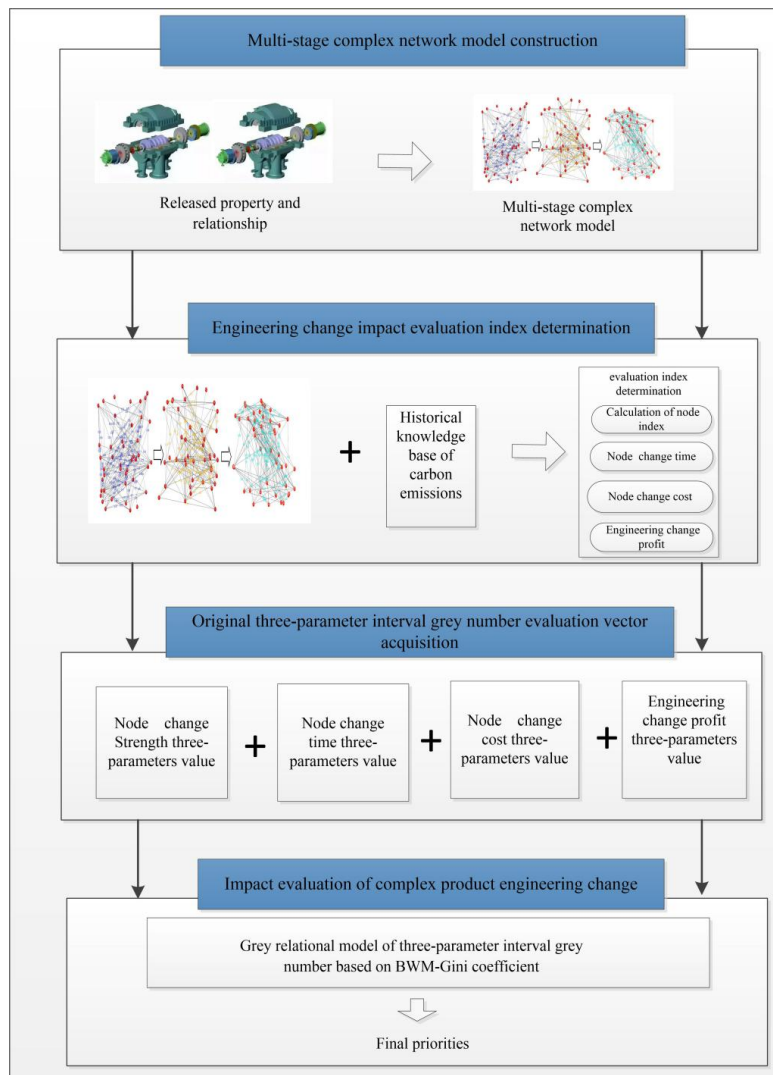 Multi-stage complex network model construction
Released property and
relationship
Multi-stage complex
network model
Engineering change impact evaluation index determination
Historical
knowledge
base of
carbon
emissions
evaluation index
determination
Calculation of node
index
Node change time
Node change cost
Engineering change
profit
Original three-parameter interval grey number evaluation vector
acquisition
Node change
Strength three-
parameters value
Node change
time three-
parameters value
Node change
cost three-
parameters value
Engineering
change profit
three-parameters
value
Impact evaluation of complex product engineering change
Grey relational model of three-parameter interval grey
number based on BWM-Gini coefficient
Final priorities